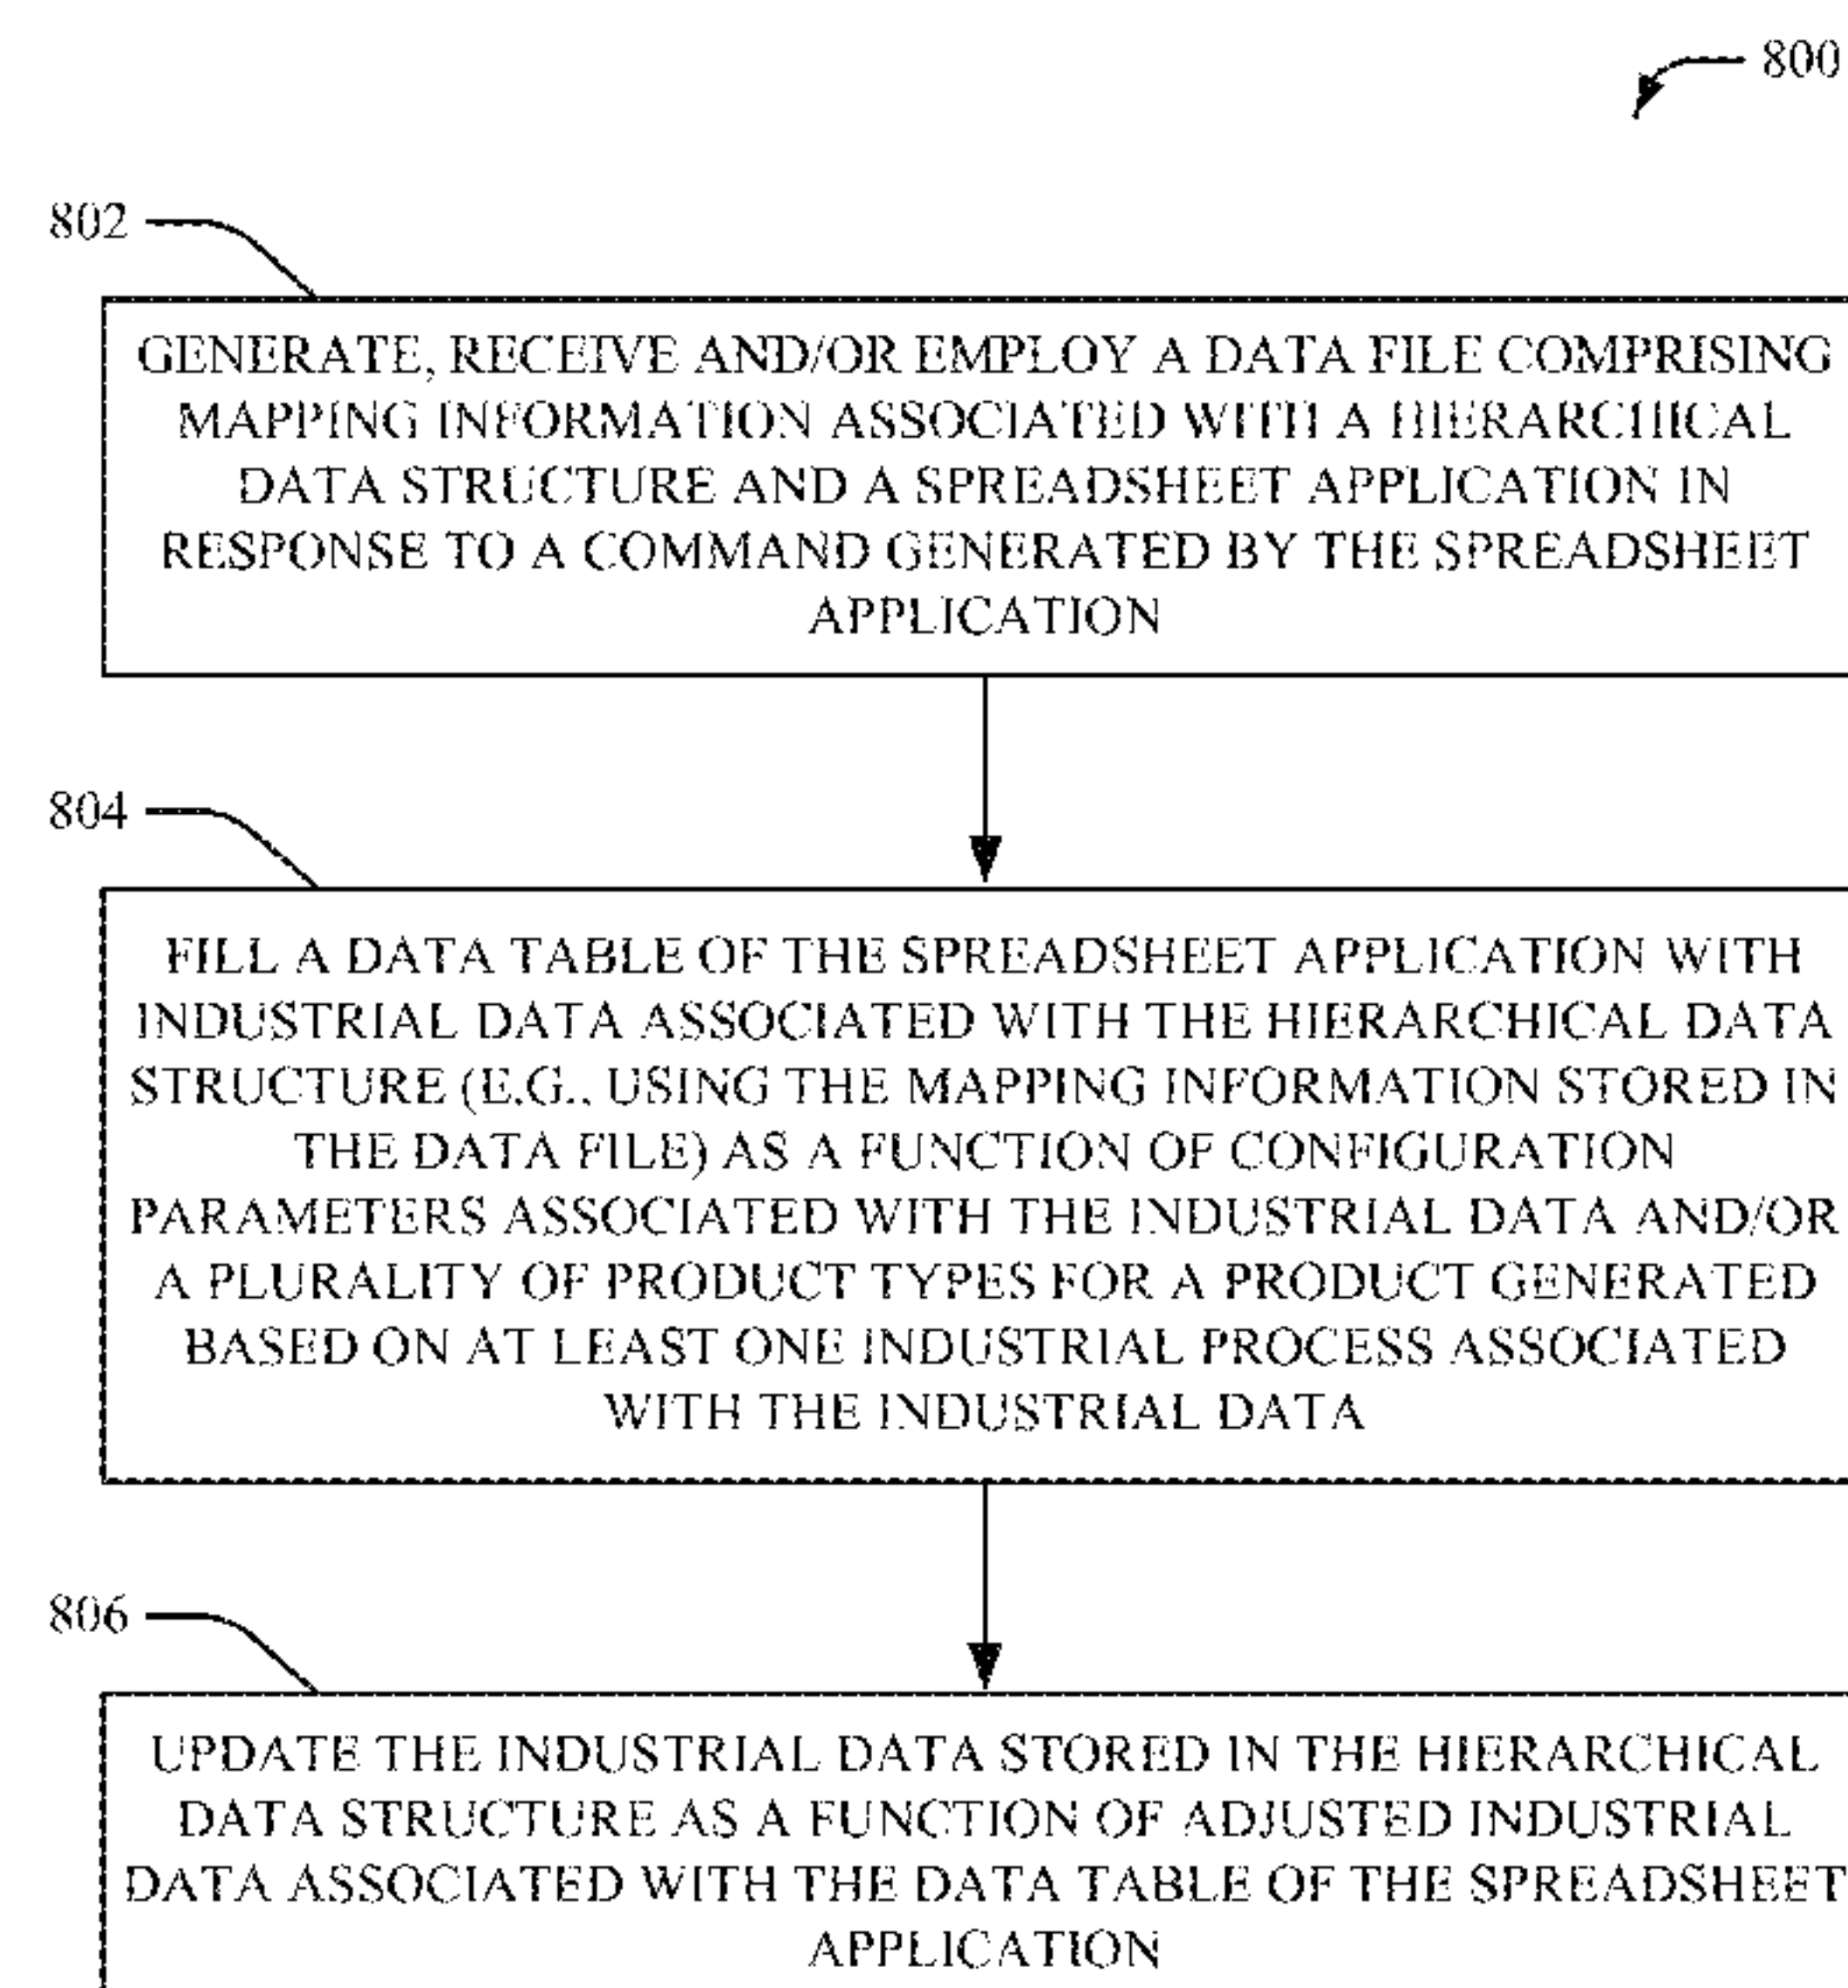 800
802
GENERATE, RECEIVE AND/OR EMPLOY A DATA FILE COMPRISING
MAPPING INFORMATION ASSOCIATED WITH A HIERARCHICAL
DATA STRUCTURE AND A SPREADSHEET APPLICATION IN
RESPONSE TO A COMMAND GENERATED BY THE SPREADSHEET
APPLICATION
804
FILL A DATA TABLE OF THE SPREADSHEET APPLICATION WITH
INDUSTRIAL DATA ASSOCIATED WITH THE HIERARCHICAL DATA
STRUCTURE (E.G., USING THE MAPPING INFORMATION STORED IN
THE DATA FILE) AS A FUNCTION OF CONFIGURATION
PARAMETERS ASSOCIATED WITH THE INDUSTRIAL DATA AND/OR
A PLURALITY OF PRODUCT TYPES FOR A PRODUCT GENERATED
BASED ON AT LEAST ONE INDUSTRIAL PROCESS ASSOCIATED
WITH THE INDUSTRIAL DATA
806
UPDATE THE INDUSTRIAL DATA STORED IN THE HIERARCHICAL
DATA STRUCTURE AS A FUNCTION OF ADJUSTED INDUSTRIAL
DATA ASSOCIATED WITH THE DATA TABLE OF THE SPREADSHEET
APPLICATION